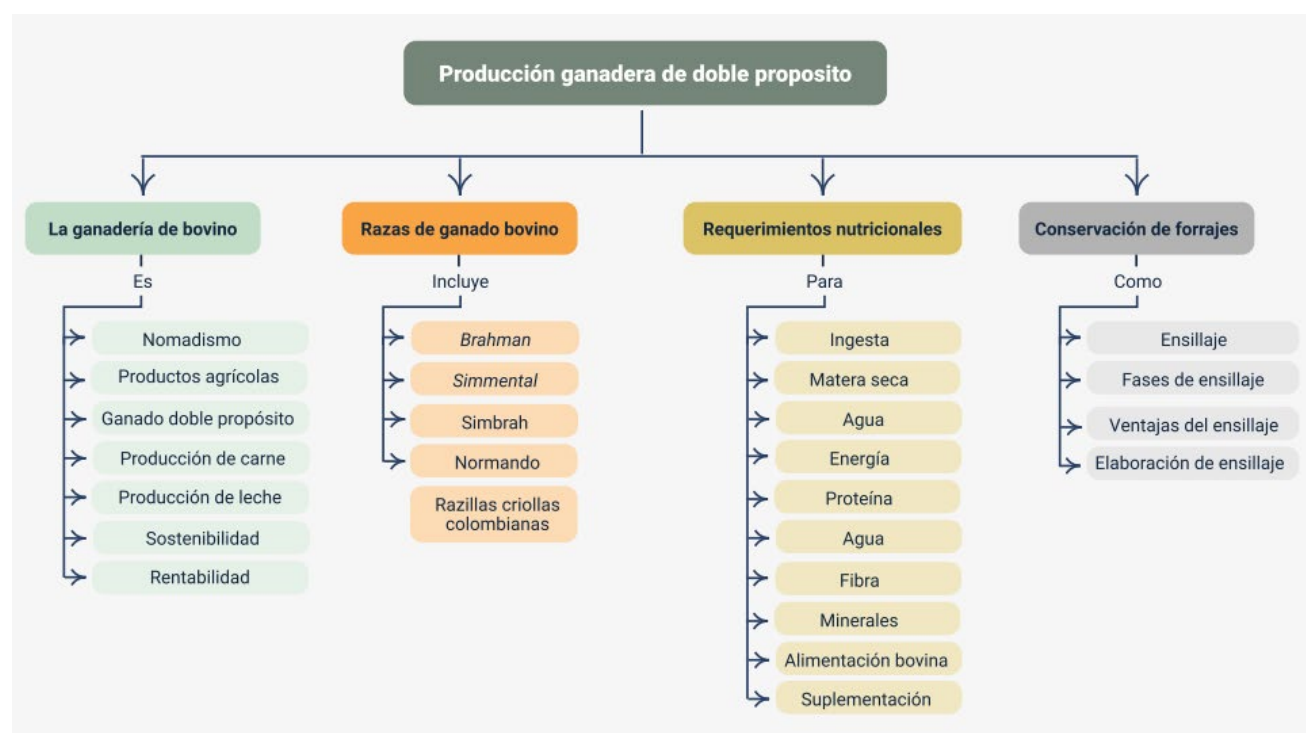 Producción ganadera de doble proposito
La ganadería de bovino
Es
Nomadismo
Productos agrícolas
Ganado doble propósito
Producción de carne
Producción de leche
Sostenibilidad
Rentabilidad
Razas de ganado bovino
Incluye
Brahman
Simmental
Simbrah
Normando
Razillas criollas
colombianas
Requerimientos nutricionales
Para
Ingesta
Matera seca
Agua
Energía
Proteína
Agua
Fibra
Minerales
Alimentación bovina
Suplementación
Conservación de forrajes
Como
Ensillaje
Fases de ensillaje
Ventajas del ensillaje
Elaboración de ensillaje